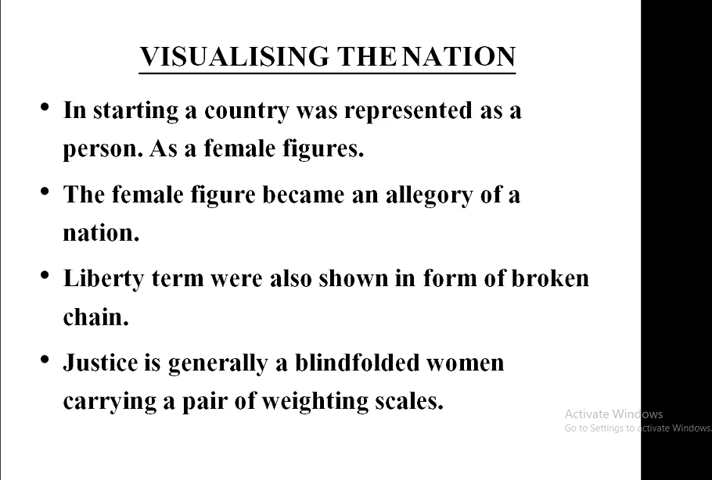 VISUALISING THE NATION
• In starting a country was represented as a
person. As a female figures.
• The female figure became an allegory of a
nation.
• Liberty term were also shown in form of broken
chain.
• Justice is generally a blindfolded women
carrying a pair of weighting scales.
Activate Windows
Go to Settings to activate Windows.